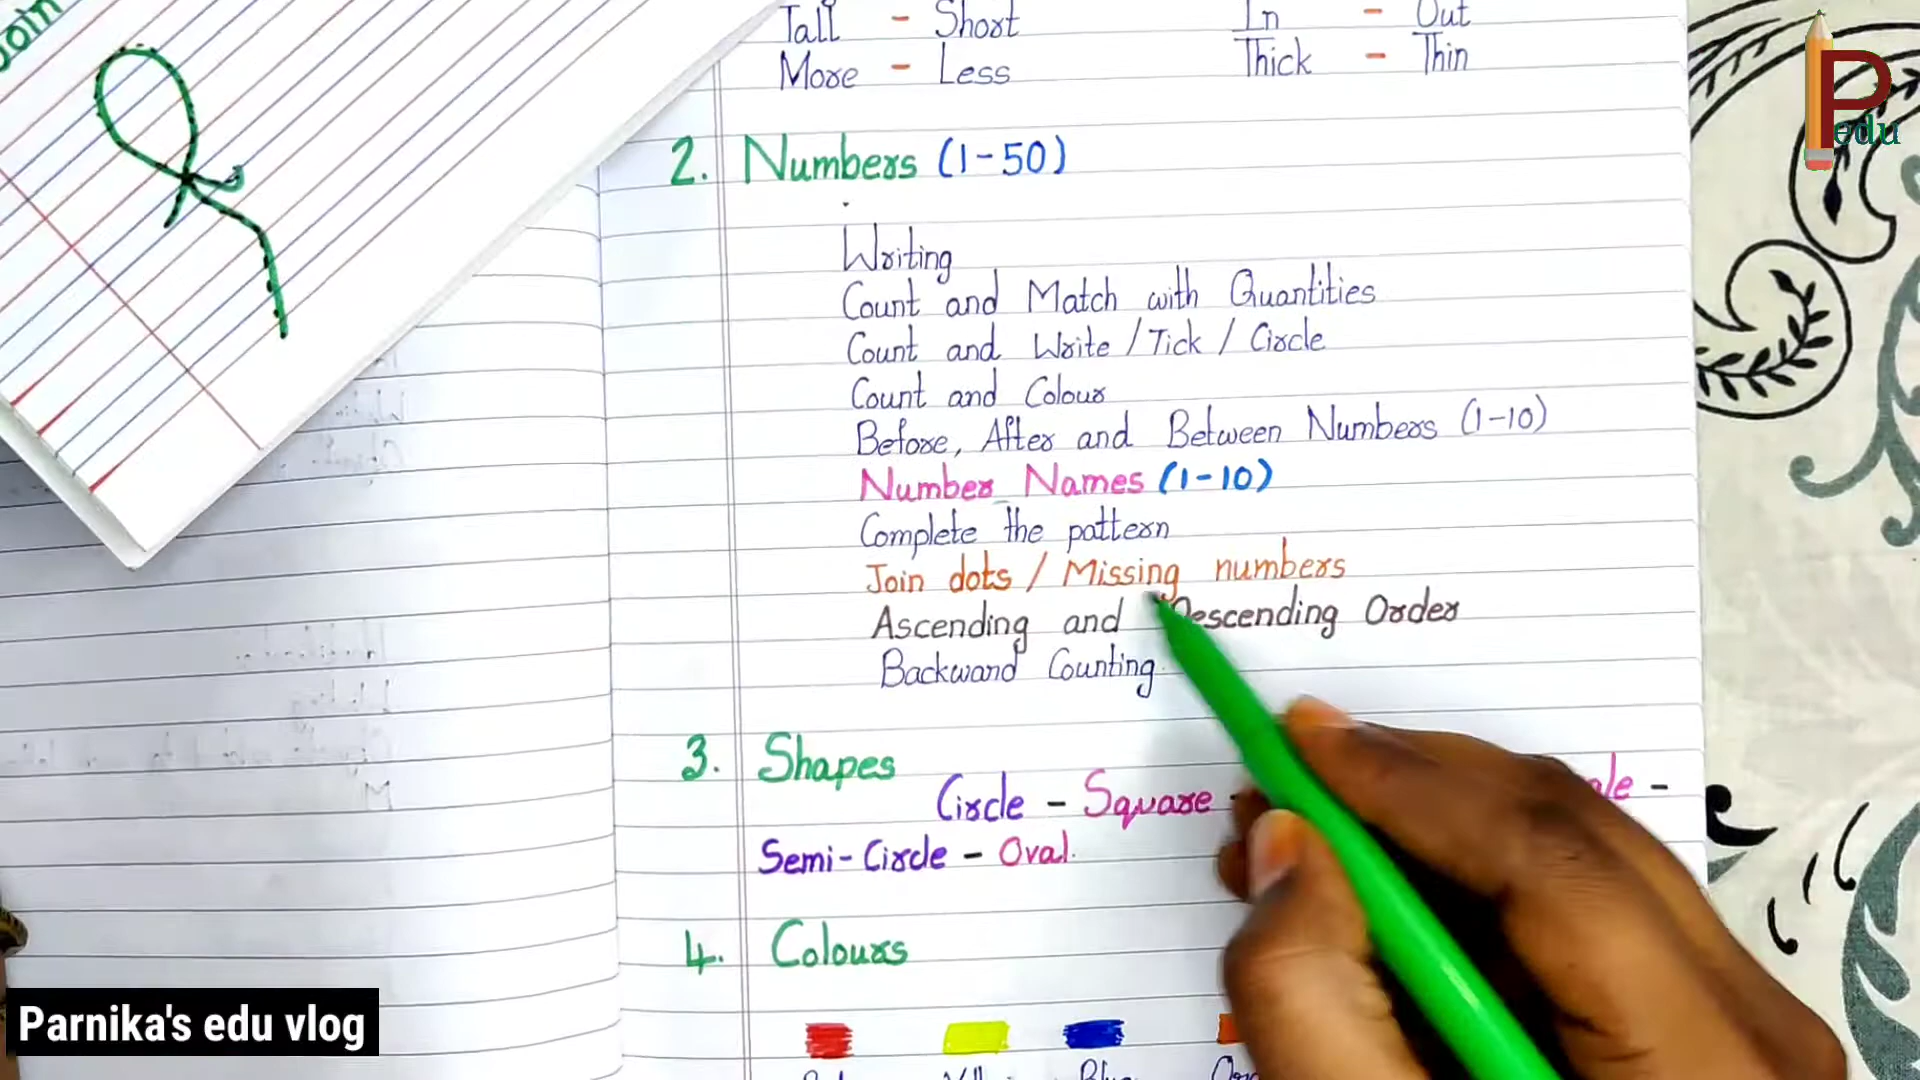 Join
Tall - Short In - Out
More - Less Thick - Thin
2. Numbers (1-50)
Writing
Count and Match with Quantities
Count and Write / Tick / Circle
Count and Colour
Before, After and Between Numbers (1-10)
Number Names (1-10)
Complete the pattern
Join dots / Missing numbers
Ascending and Descending Order
Backward Counting
3. Shapes
Circle - Square -
Semi-Circle - Oval.
4. Colours
Blue
P edu
Parnika's edu vlog